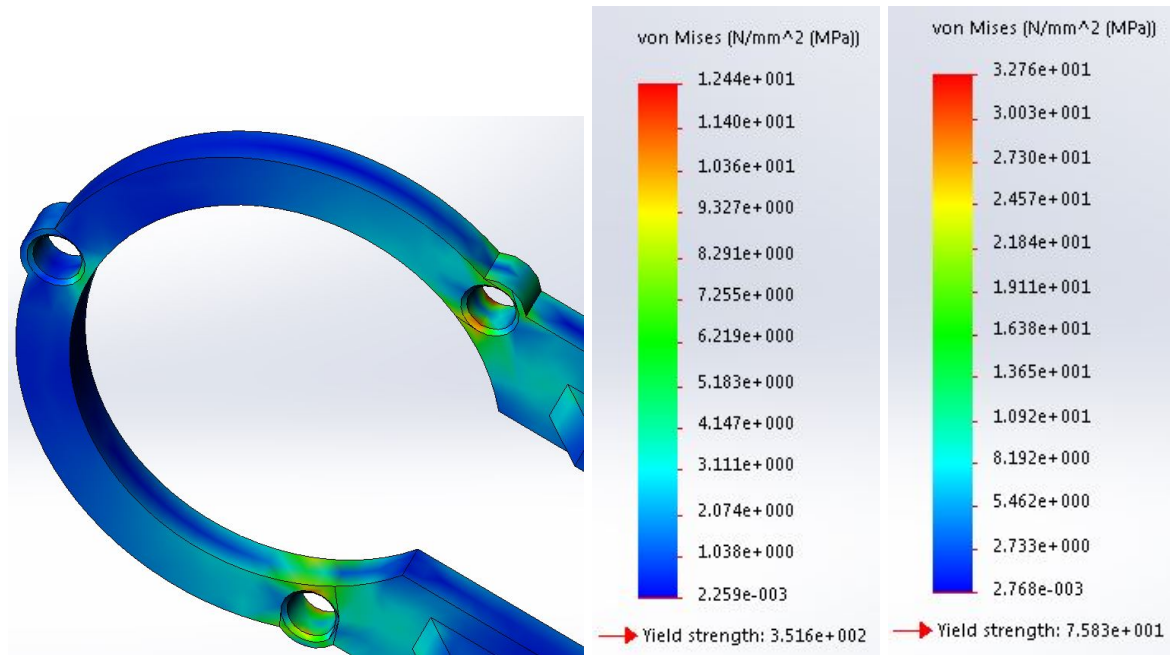 von Mises (N/mm^2 (MPa))
1.244e+001
1.140e+001
1.036e+001
9.327e+000
8.291e+000
7.255e+000
6.219e+000
5.183e+000
4.147e+000
3.111e+000
2.074e+000
1.038e+000
2.259e-003
Yield strength: 3.516e+002
von Mises (N/mm^2 (MPa))
3.276e+001
3.003e+001
2.730e+001
2.457e+001
2.184e+001
1.911e+001
1.638e+001
1.365e+001
1.092e+001
8.192e+000
5.462e+000
2.733e+000
2.768e-003
Yield strength: 7.583e+001